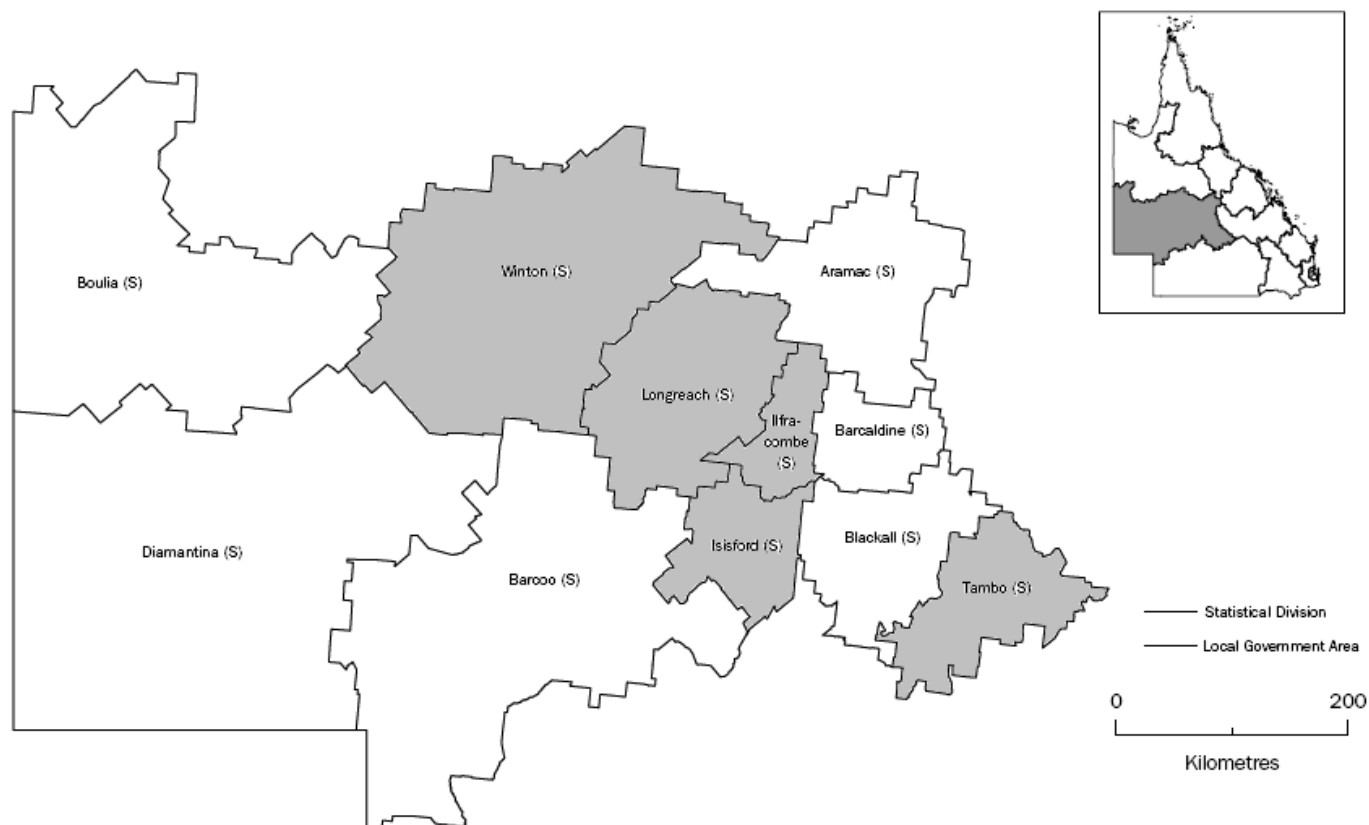 Boulia (S)
Winton (S)
Aramac (S)
Longreach (S)
Ilfra-
combe
(S)
Barcaldine (S)
Diamantina (S)
Barcoo (S)
Isisford (S)
Blackall (S)
Tambo (S)
Statistical Division
Local Government Area
0 200
Kilometres